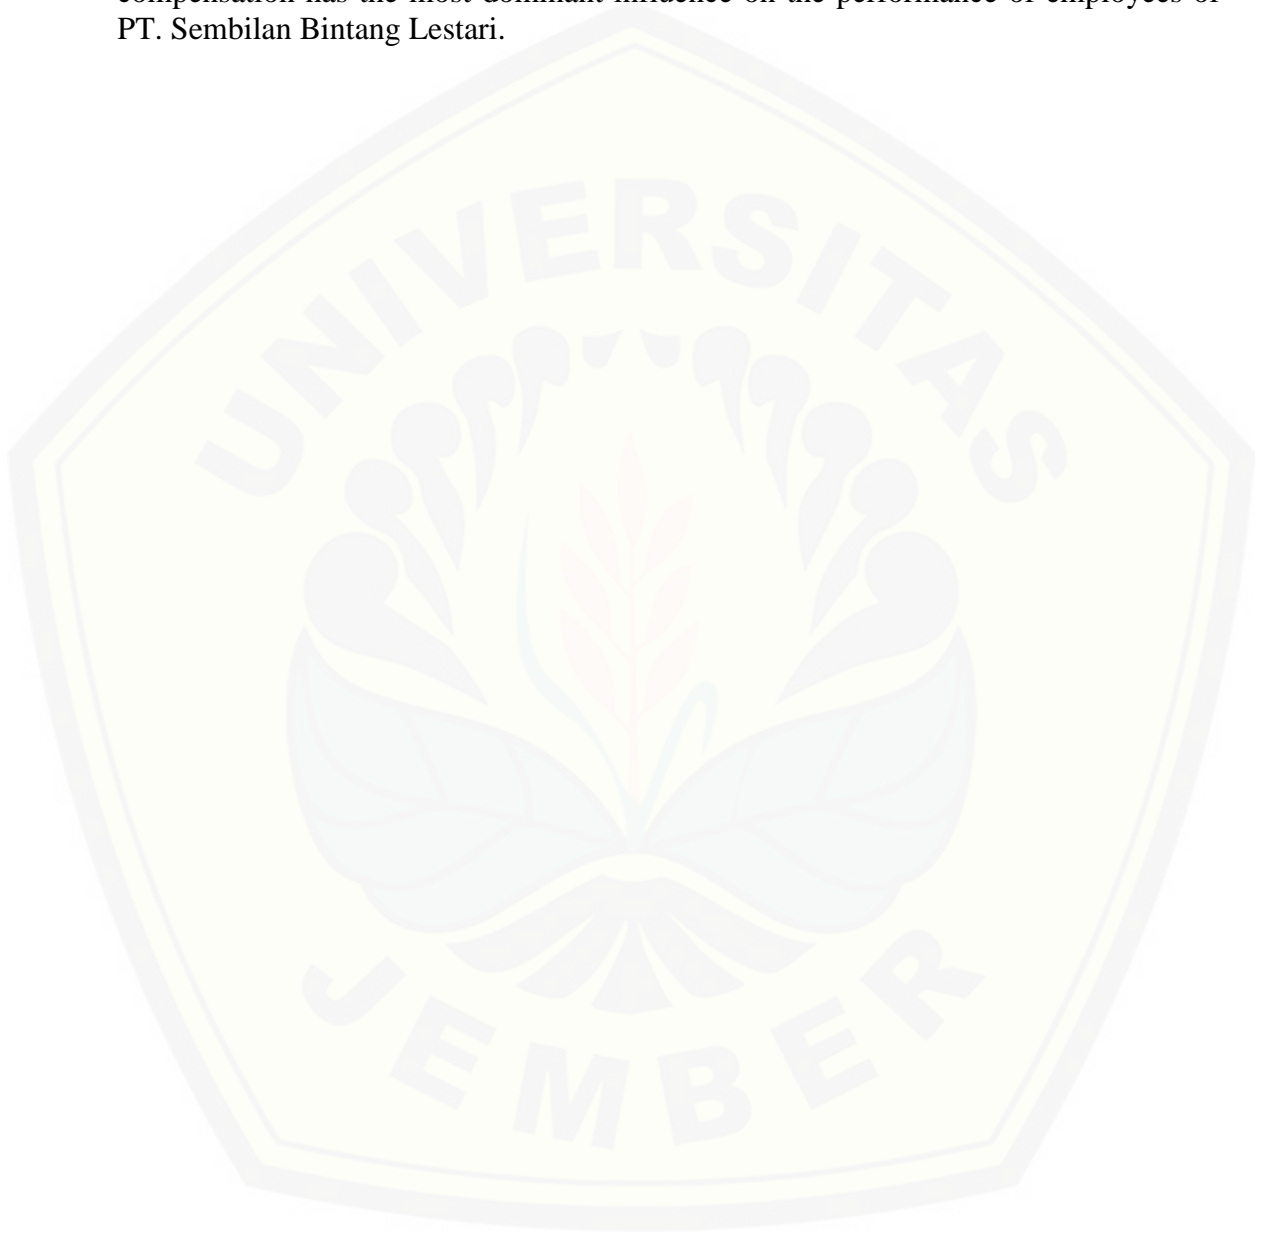 compensation has the most dominant influence on the performance of employees of
PT. Sembilan Bintang Lestari.
UNIVERSITAS
JEMBER